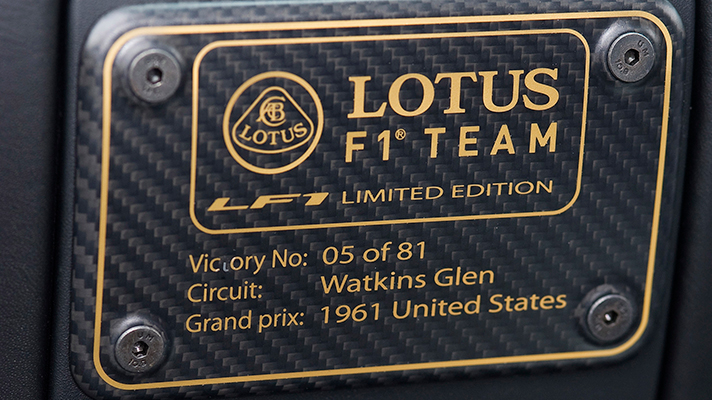 LOTUS
LOTUS
F1® TEAM
LF1 LIMITED EDITION
Victory No: 05 of 81
Circuit: Watkins Glen
Grand prix: 1961 United States